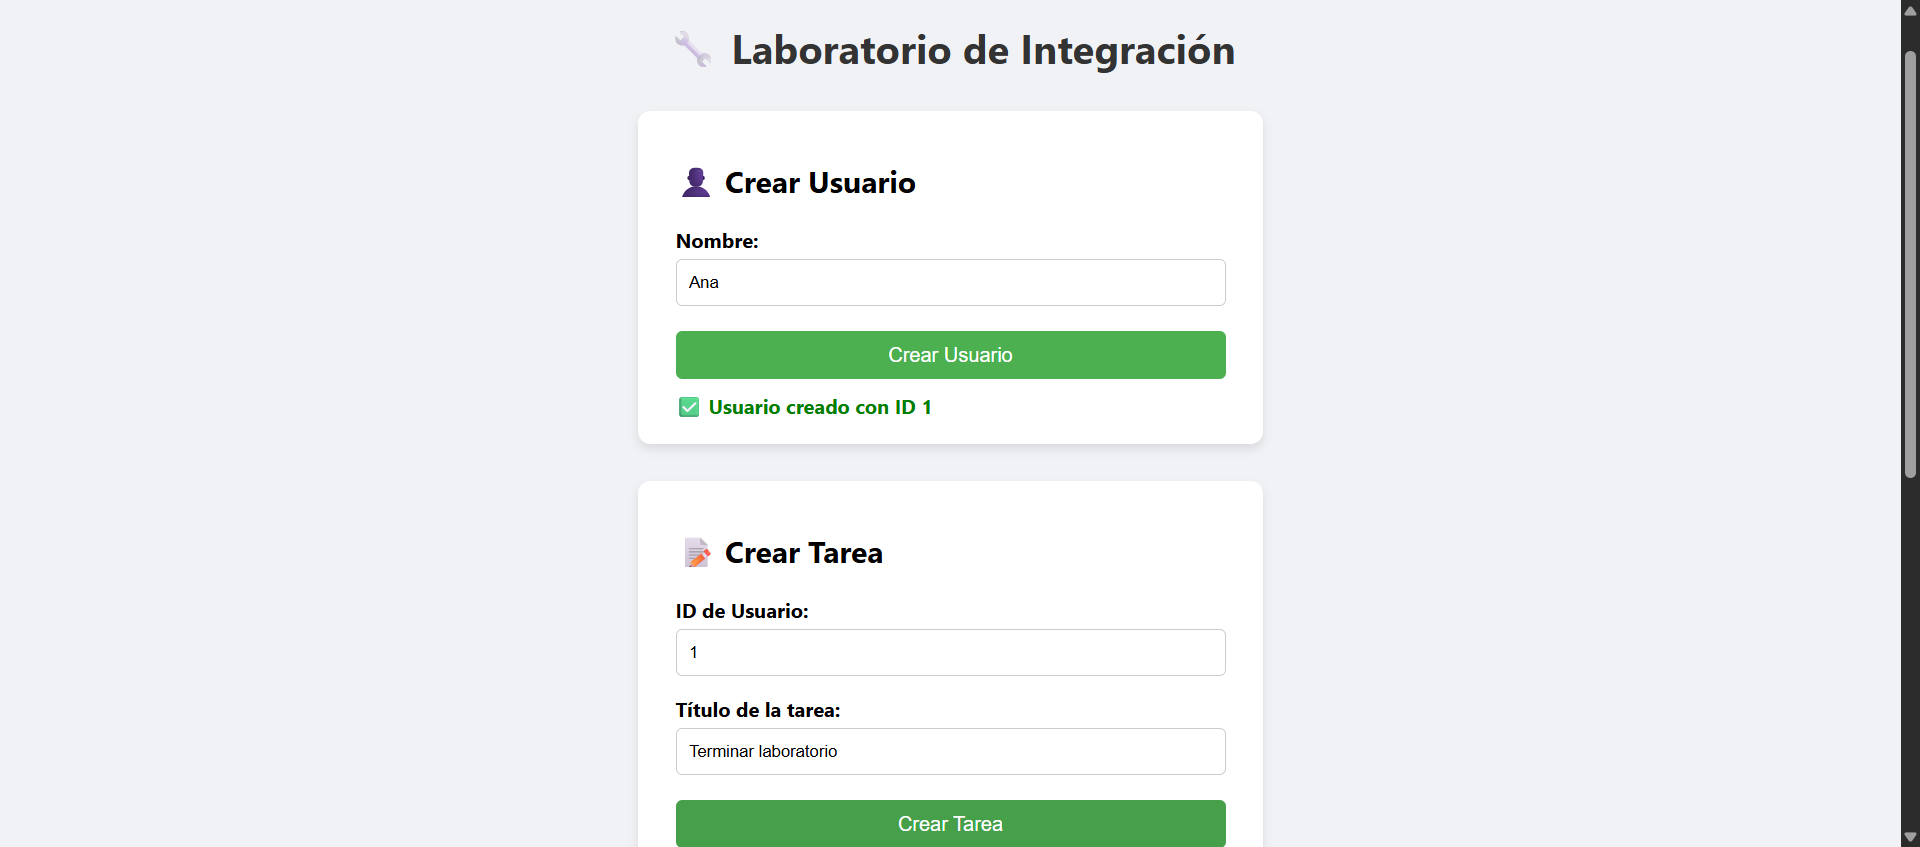 Laboratorio de Integración
Crear Usuario
Nombre:
Ana
Crear Usuario
Usuario creado con ID 1
Crear Tarea
ID de Usuario:
1
Título de la tarea:
Terminar laboratorio
Crear Tarea